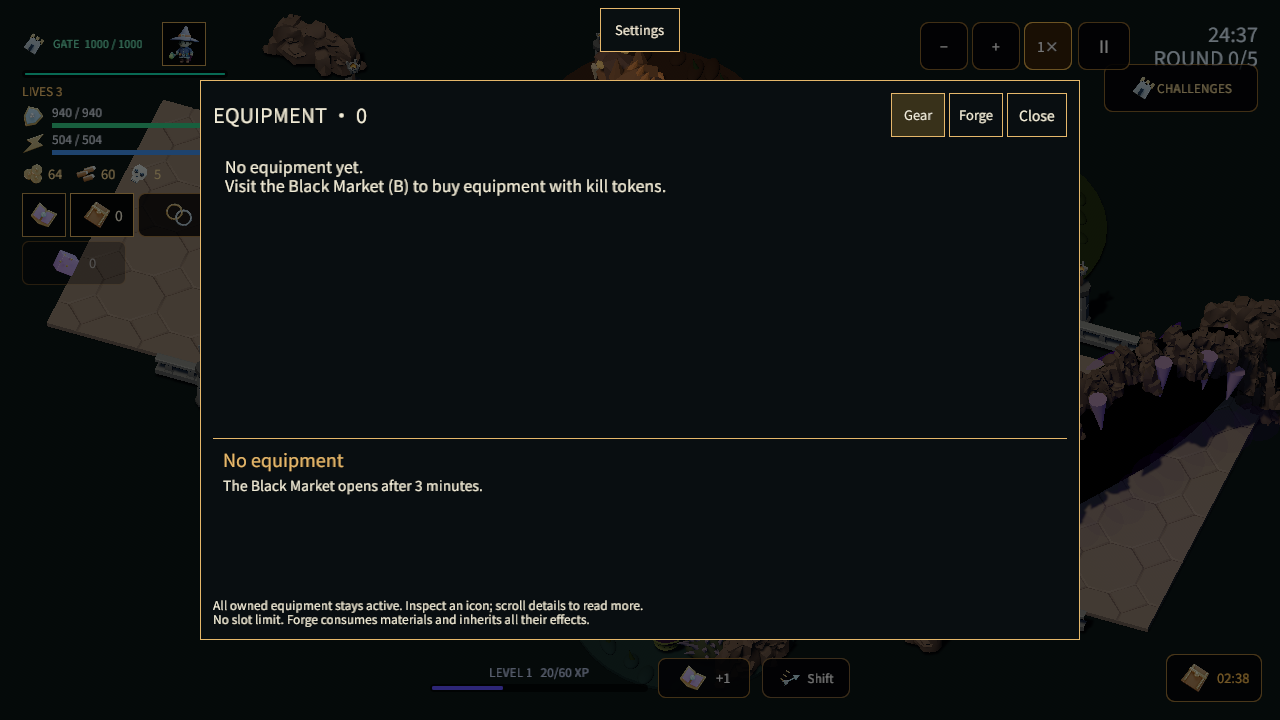 Settings
GATE 1000 / 1000
− + 1× II
24:37
ROUND 0/5
CHALLENGES
LIVES 3
940 / 940
504 / 504
64 60 5
0
0
EQUIPMENT • 0
Gear Forge Close
No equipment yet.
Visit the Black Market (B) to buy equipment with kill tokens.
No equipment
The Black Market opens after 3 minutes.
All owned equipment stays active. Inspect an icon; scroll details to read more.
No slot limit. Forge consumes materials and inherits all their effects.
LEVEL 1 20/60 XP
+1
Shift
02:38